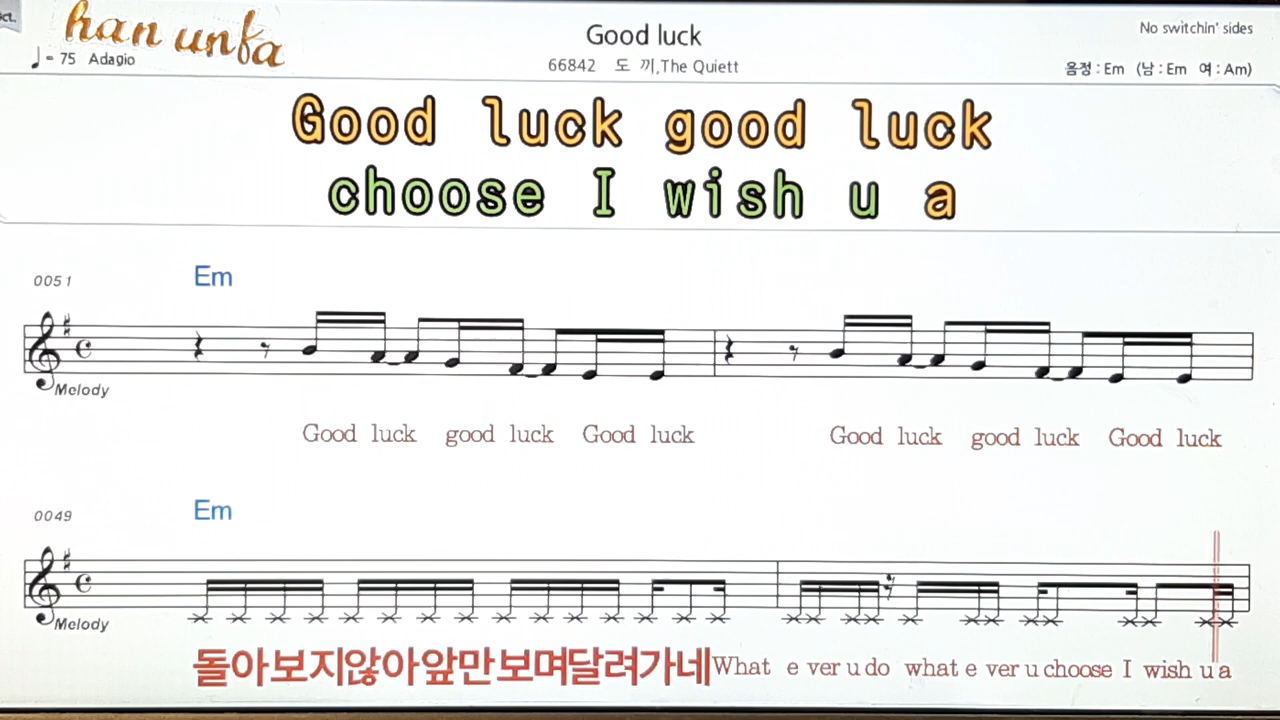 ct.
han unfa
Good luck
No switchin' sides
♩= 75 Adagio
66842 도 끼,The Quiett
음정 : Em (남 : Em 여 : Am)
Good luck good luck
choose I wish u a
0051
Em
Melody
Good luck good luck Good luck Good luck good luck Good luck
0049
Em
Melody
돌아보지않아앞만보며달려가네What e ver u do what e ver u choose I wish u a